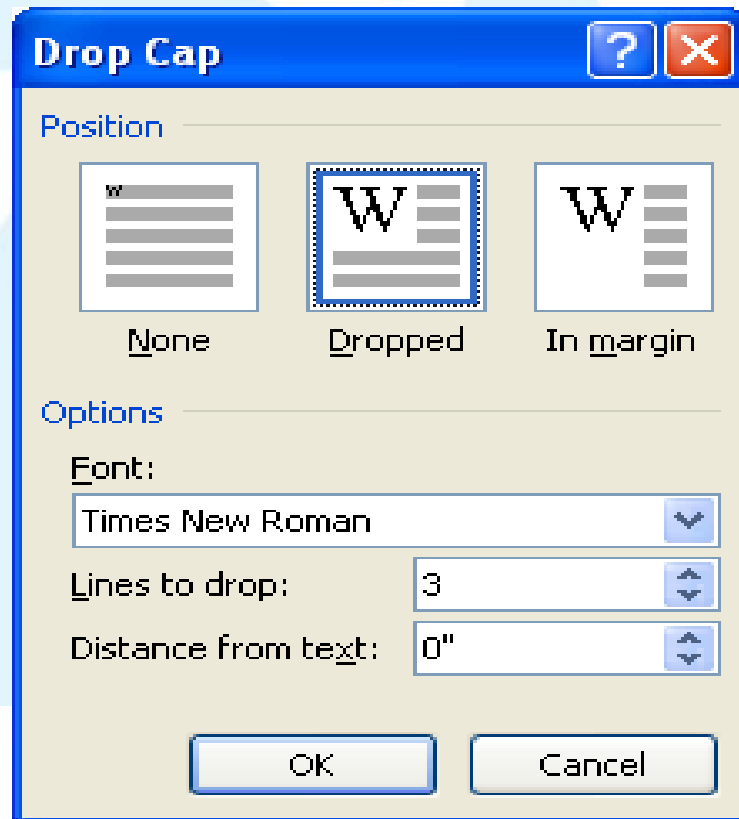 Drop Cap ?
Position
W W W
None Dropped In margin
Options
Font:
Times New Roman
Lines to drop: 3
Distance from text: 0"
OK Cancel